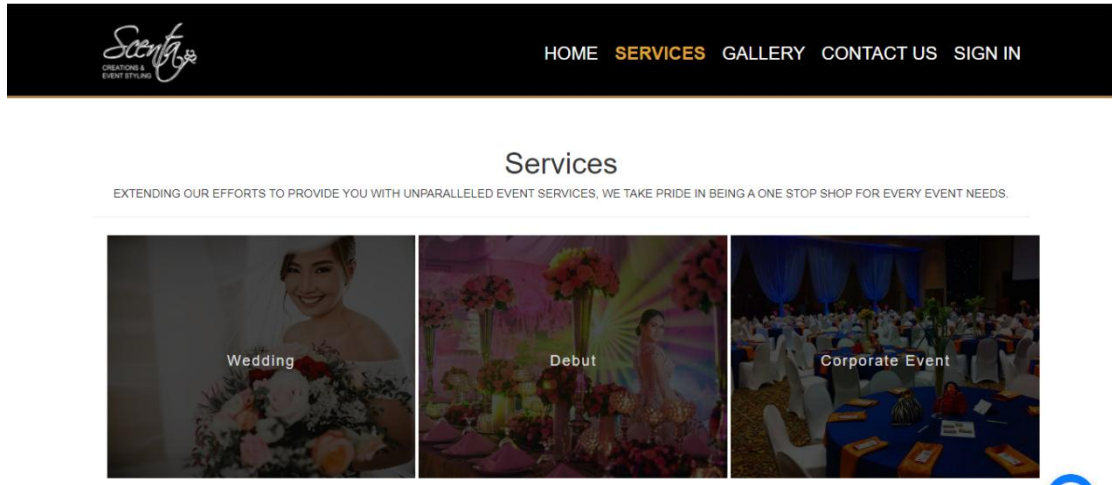 Scenta
CREATIONS &
EVENT STYLING
HOME SERVICES GALLERY CONTACT US SIGN IN
Services
EXTENDING OUR EFFORTS TO PROVIDE YOU WITH UNPARALLELED EVENT SERVICES, WE TAKE PRIDE IN BEING A ONE STOP SHOP FOR EVERY EVENT NEEDS.
Wedding
Debut
Corporate Event